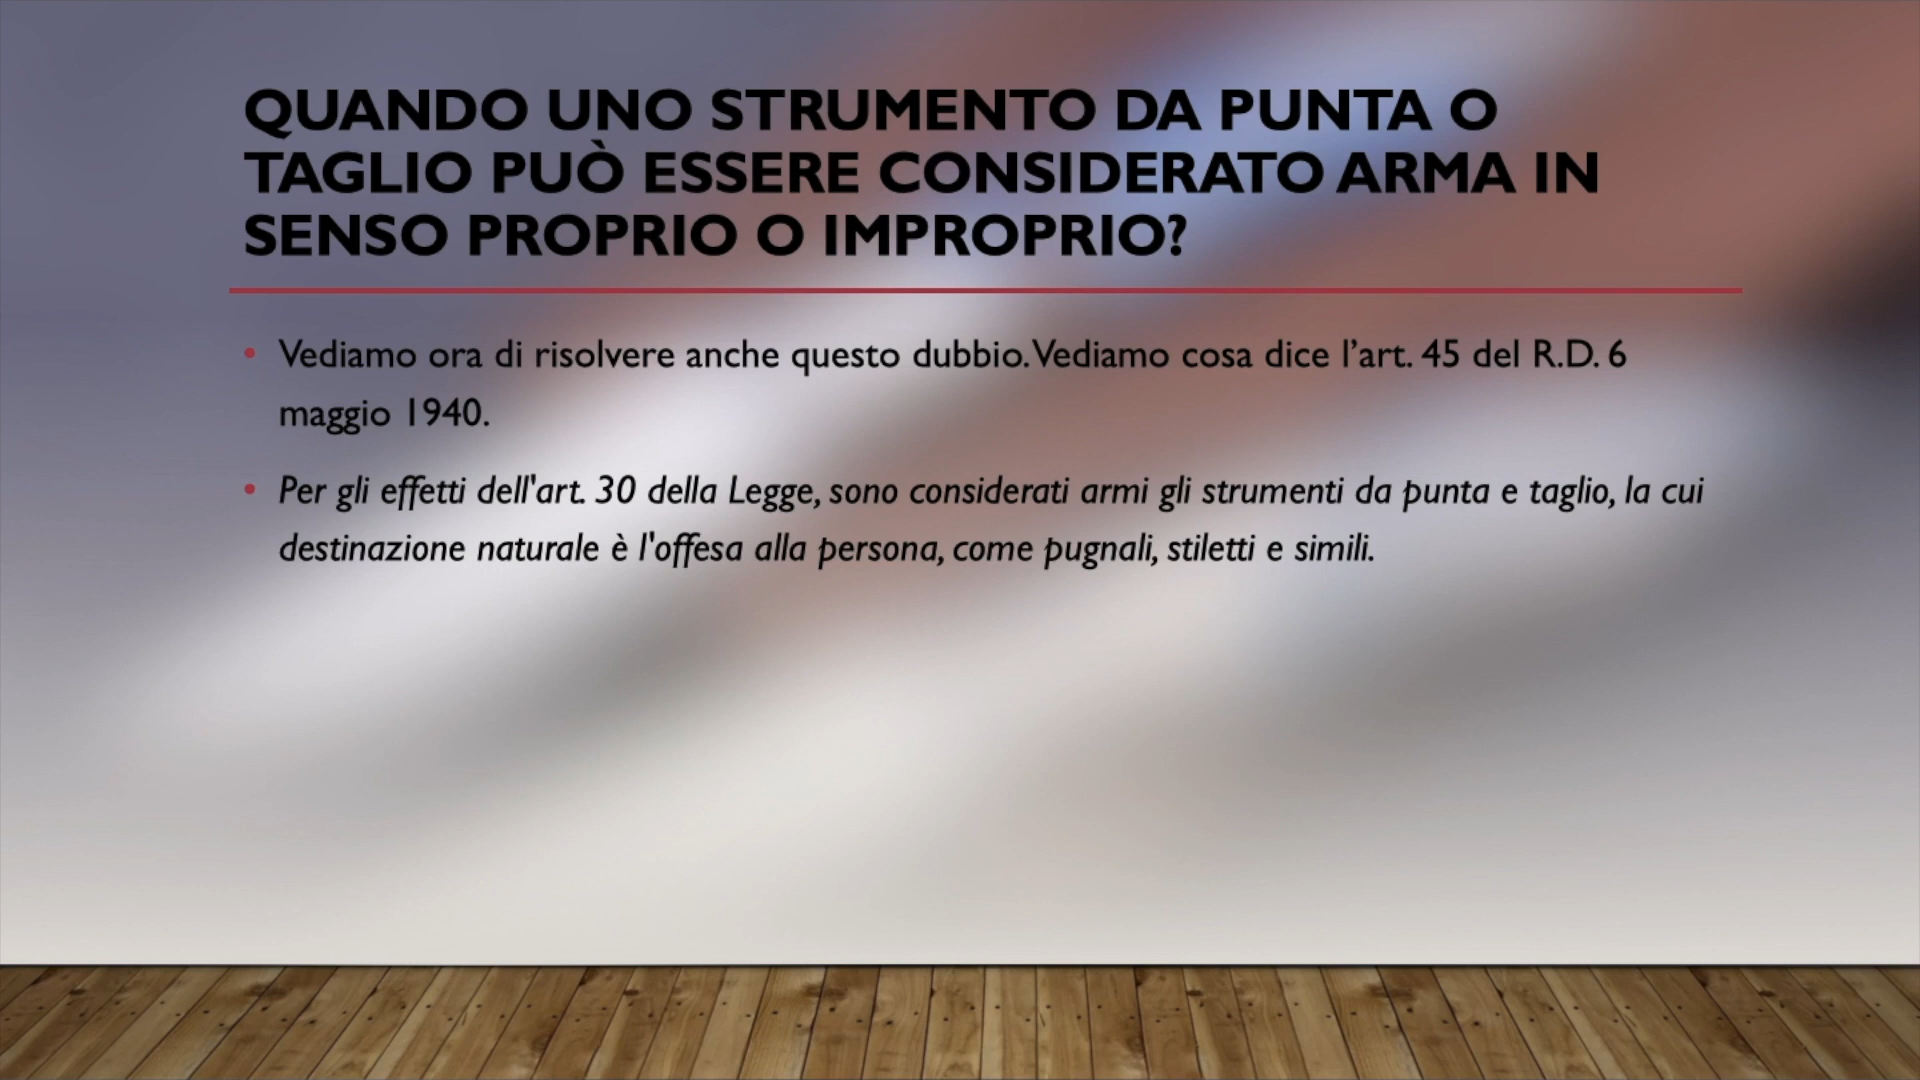 QUANDO UNO STRUMENTO DA PUNTA O
TAGLIO PUÒ ESSERE CONSIDERATO ARMA IN
SENSO PROPRIO O IMPROPRIO?
• Vediamo ora di risolvere anche questo dubbio. Vediamo cosa dice l’art. 45 del R.D. 6
maggio 1940.
• Per gli effetti dell'art. 30 della Legge, sono considerati armi gli strumenti da punta e taglio, la cui
destinazione naturale è l'offesa alla persona, come pugnali, stiletti e simili.